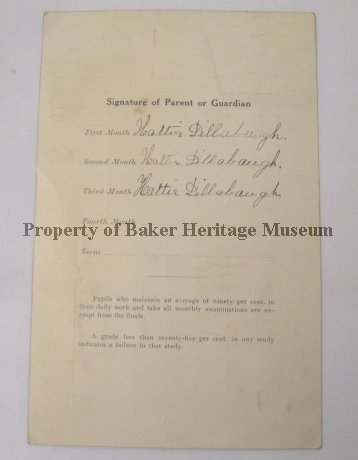 Signature of Parent or Guardian
First Month Hattie Dillabaugh.
Second Month Hattie Dillabaugh.
Third Month Hattie Dillabaugh
Fourth Month
Property of Baker Heritage Museum
Term
Pupils who maintain an average of ninety per cent. in
their daily work and take all monthly examinations are ex-
empt from the finals.
A grade less than seventy-five per cent. in any study
indicates a failure in that study.